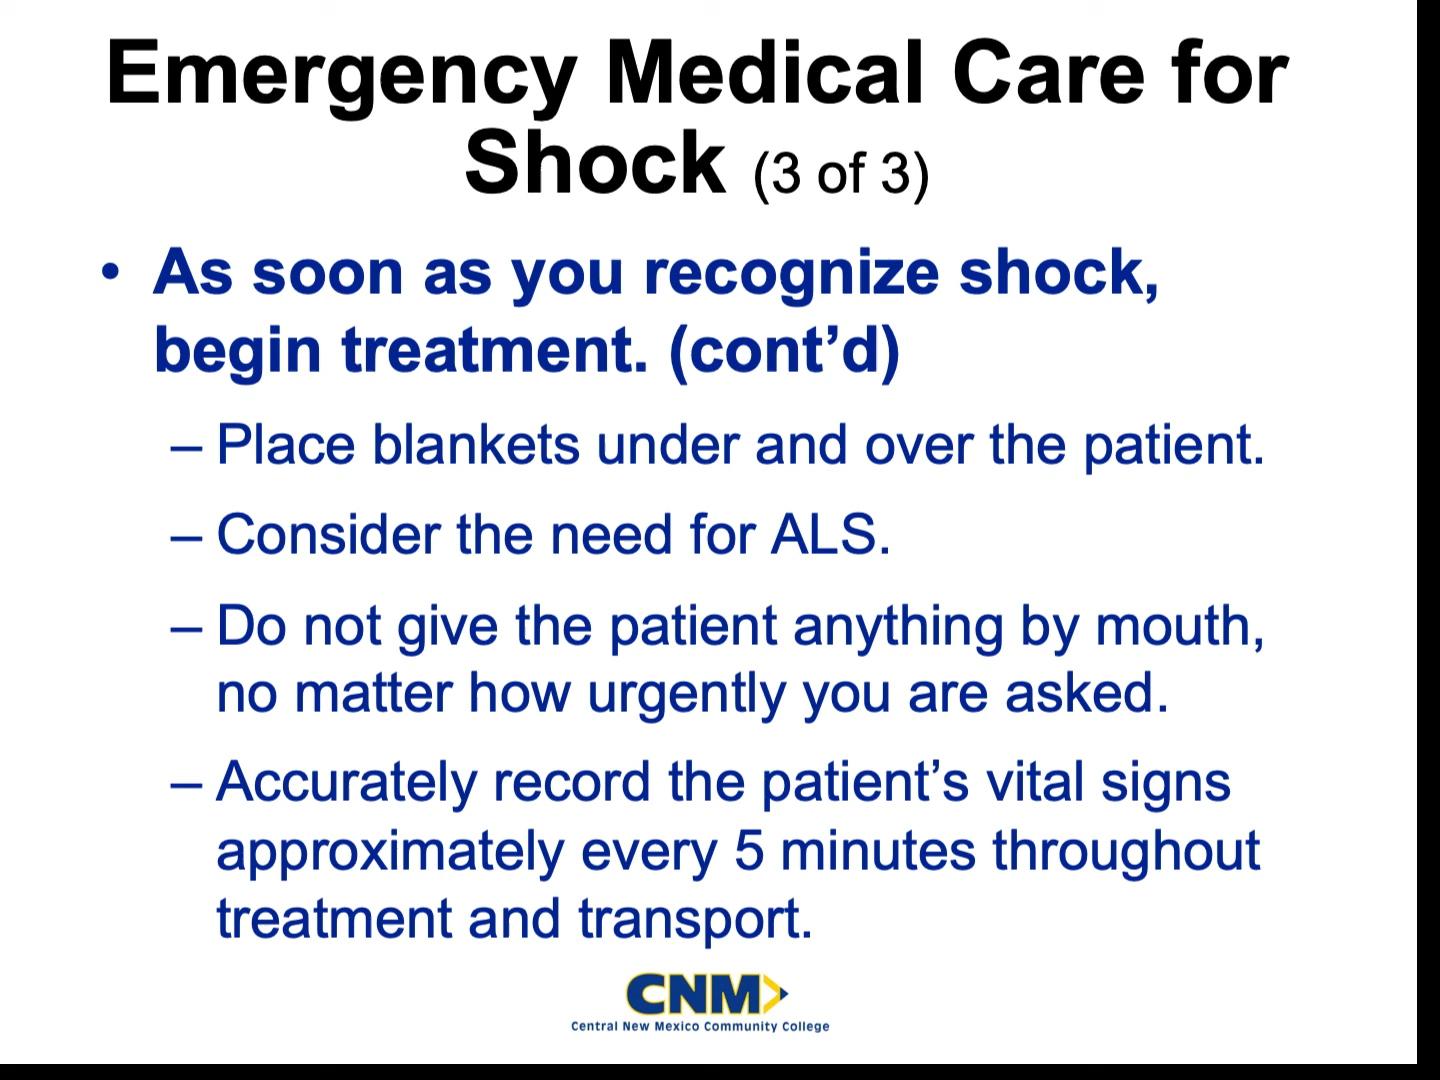 Emergency Medical Care for
Shock (3 of 3)
• As soon as you recognize shock,
begin treatment. (cont’d)
– Place blankets under and over the patient.
– Consider the need for ALS.
– Do not give the patient anything by mouth,
no matter how urgently you are asked.
– Accurately record the patient’s vital signs
approximately every 5 minutes throughout
treatment and transport.
CNM
Central New Mexico Community College